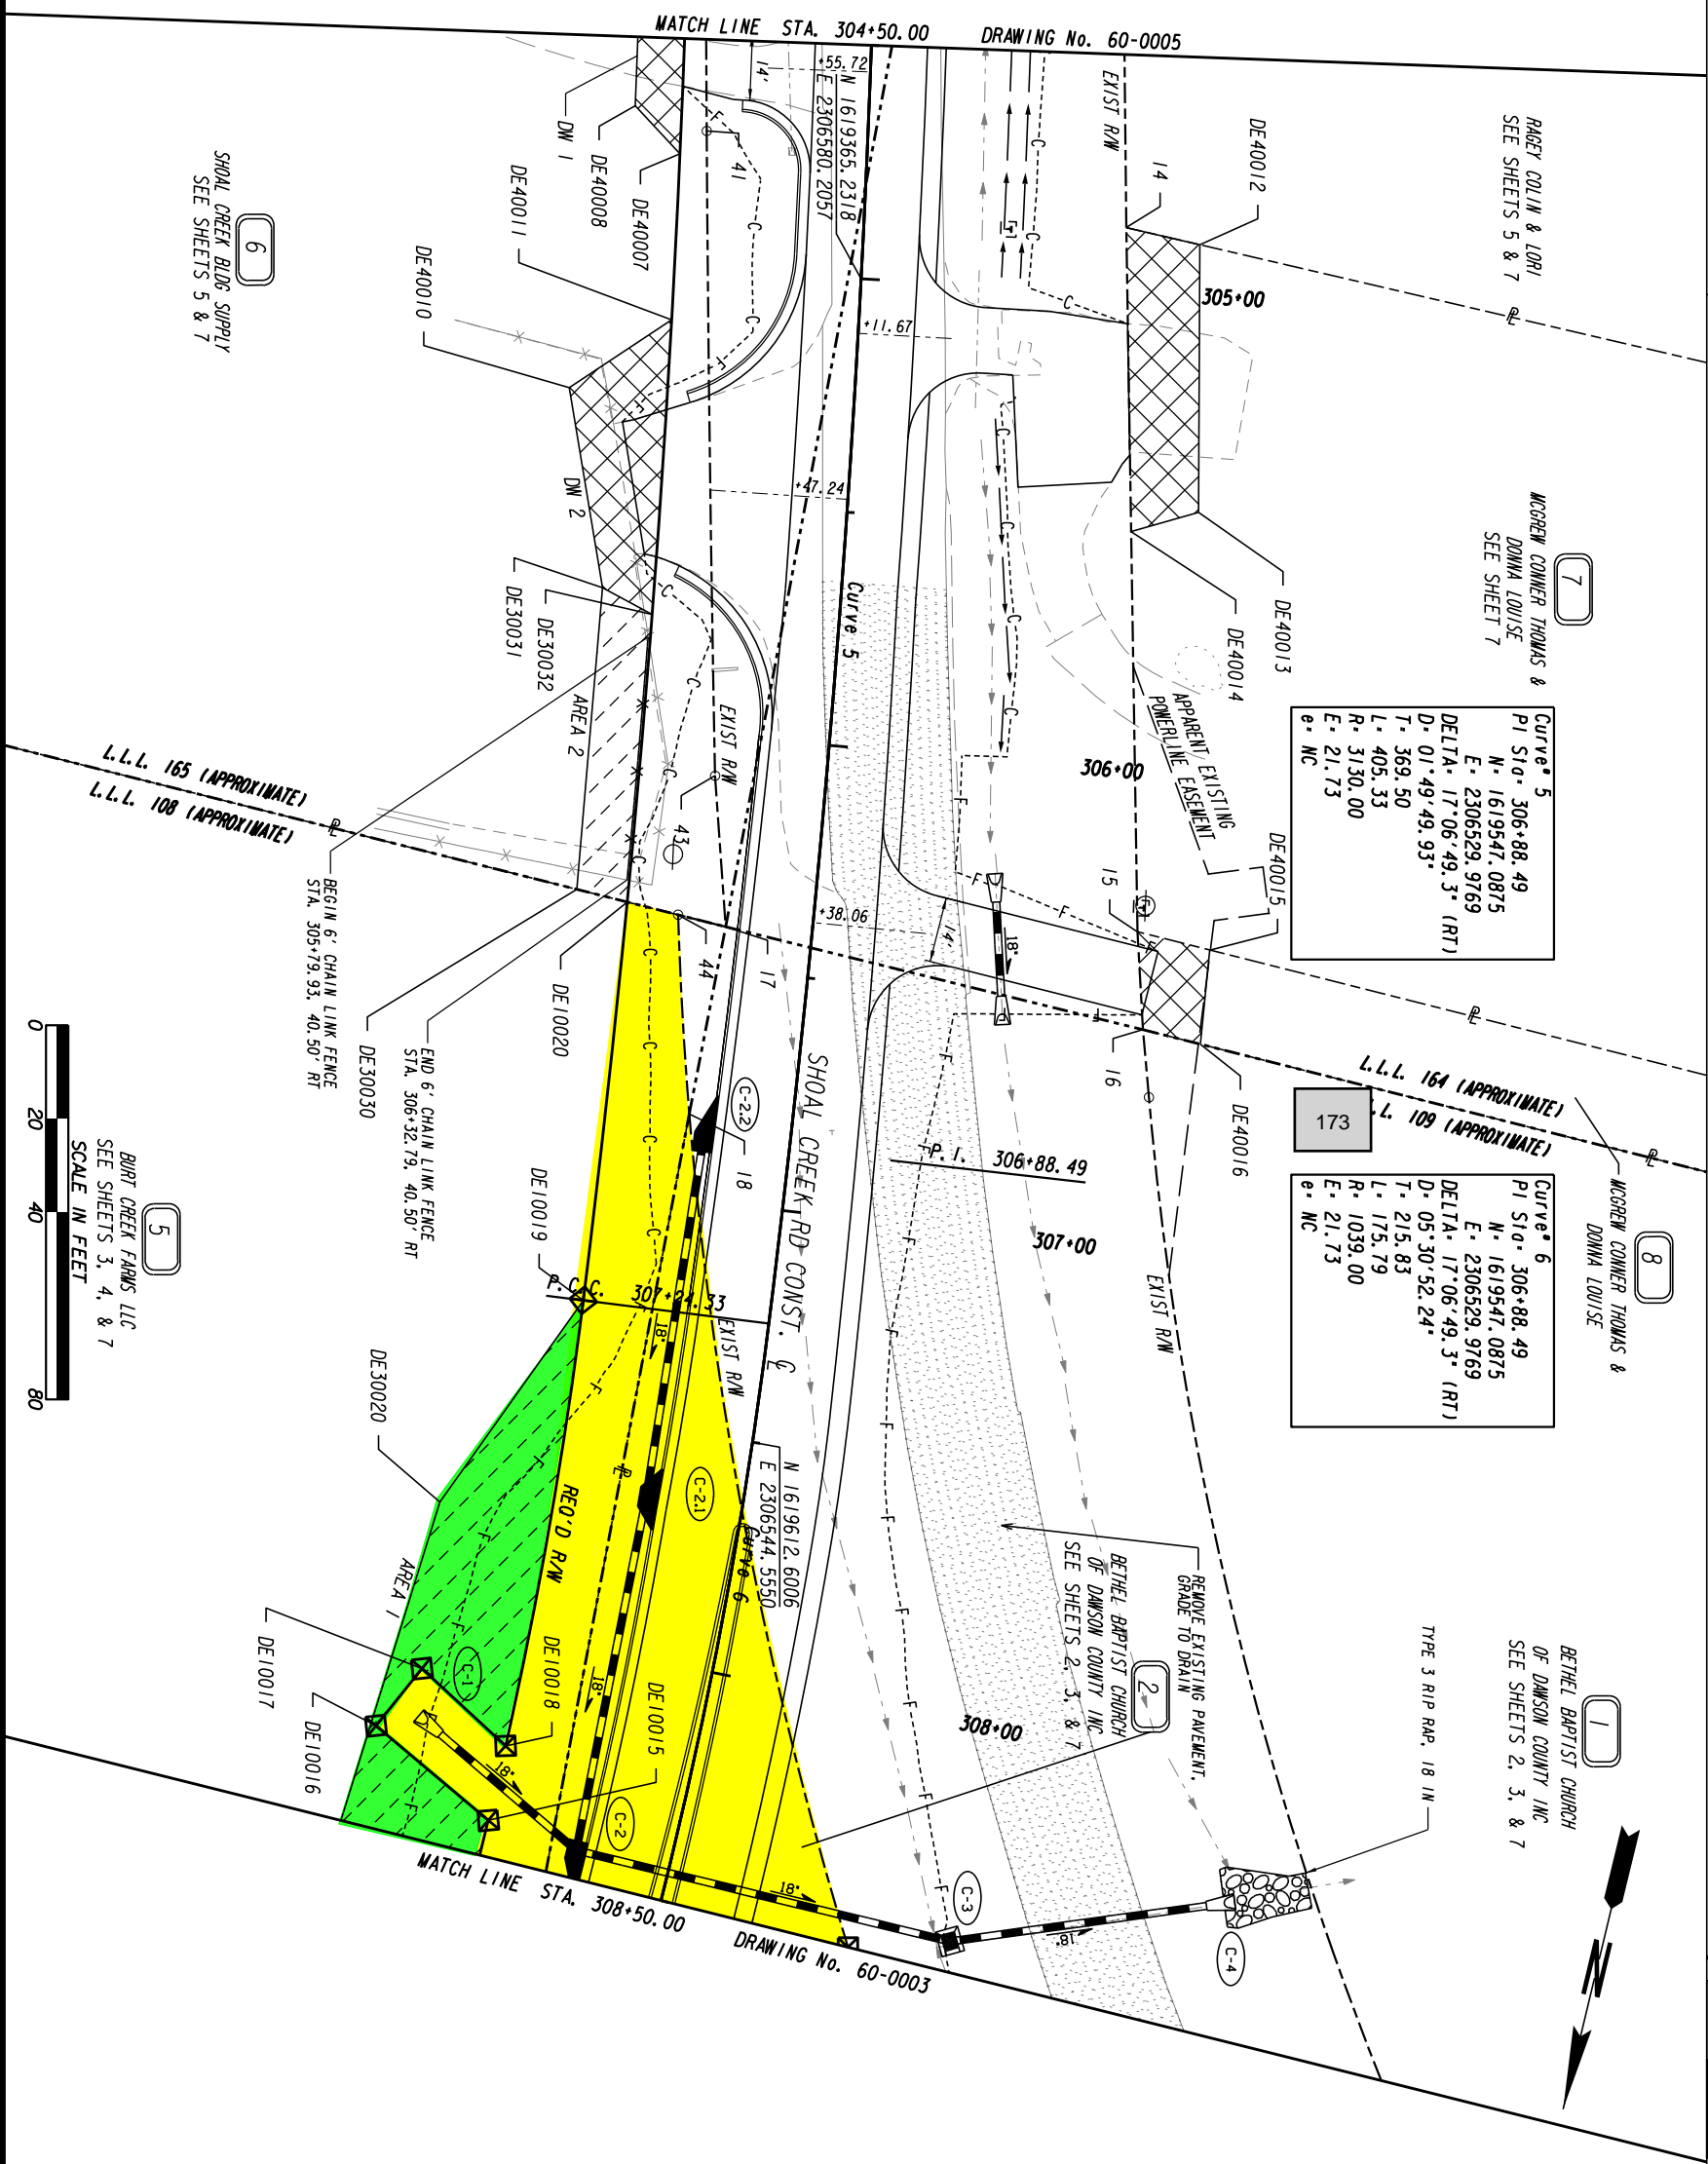 MATCH LINE STA. 304+50.00 DRAWING No. 60-0005
RAGEY COLIN & LORI
SEE SHEETS 5 & 7
DE40012
14
EXIST R/W
305+00
7
MCGREW CONNER THOMAS &
DONNA LOUISE
SEE SHEET 7
DE40013
DE40014
APPARENT EXISTING
POWERLINE EASEMENT
306+00
DE40015
15
16
DE40016
Curve# 5
PI Sta= 306+88.49
N= 1619547.0875
E= 2306529.9769
DELTA= 17°06'49.3" (RT)
D= 01°49'49.93"
T= 369.50
L= 405.33
R= 3130.00
E= 21.73
e= NC
L.L.L. 164 (APPROXIMATE)
L. 109 (APPROXIMATE)
173
8
MCGREW CONNER THOMAS &
DONNA LOUISE
Curve# 6
PI Sta= 306+88.49
N= 1619547.0875
E= 2306529.9769
DELTA= 17°06'49.3" (RT)
D= 05°30'52.24"
T= 215.83
L= 175.79
R= 1039.00
E= 21.73
e= NC
1
BETHEL BAPTIST CHURCH
OF DAWSON COUNTY INC
SEE SHEETS 2, 3, & 7
TYPE 3 RIP RAP, 18 IN
REMOVE EXISTING PAVEMENT,
GRADE TO DRAIN
2
BETHEL BAPTIST CHURCH
OF DAWSON COUNTY INC
SEE SHEETS 2, 3, & 7
EXIST R/W
307+00
308+00
P.I. 306+88.49
N 1619365.2318
E 2306580.2057
+55.72
14'
+11.67
+47.24
+38.06
14'
18"
Curve 5
SHOAL CREEK RD CONST. CL
N 1619612.6006
E 2306544.5550
Curve 6
41
DE40007
DE40008
DW 1
DE40011
DE40010
6
SHOAL CREEK BLDG SUPPLY
SEE SHEETS 5 & 7
DW 2
DE30032
DE30031
AREA 2
EXIST R/W
43
44
17
18
L.L.L. 165 (APPROXIMATE)
L.L.L. 108 (APPROXIMATE)
BEGIN 6' CHAIN LINK FENCE
STA. 305+79.93, 40.50' RT
END 6' CHAIN LINK FENCE
STA. 306+32.79, 40.50' RT
DE30030
DE10020
DE10019
P.C.C. 307+24.33
EXIST R/W
5
BURT CREEK FARMS LLC
SEE SHEETS 3, 4, & 7
0 20 40 80
SCALE IN FEET
DE30020
AREA 1
REQ'D R/W
DE10018
DE10015
DE10017
DE10016
C-2.2
C-2.1
C-1
C-2
C-3
C-4
18"
18"
18"
18"
18"
MATCH LINE STA. 308+50.00 DRAWING No. 60-0003
N